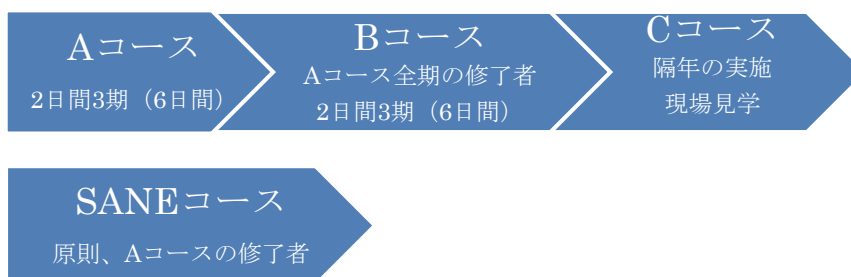 Aコース
2日間3期（6日間）
Bコース
Aコース全期の修了者
2日間3期（6日間）
Cコース
隔年の実施
現場見学
SANEコース
原則、Aコースの修了者